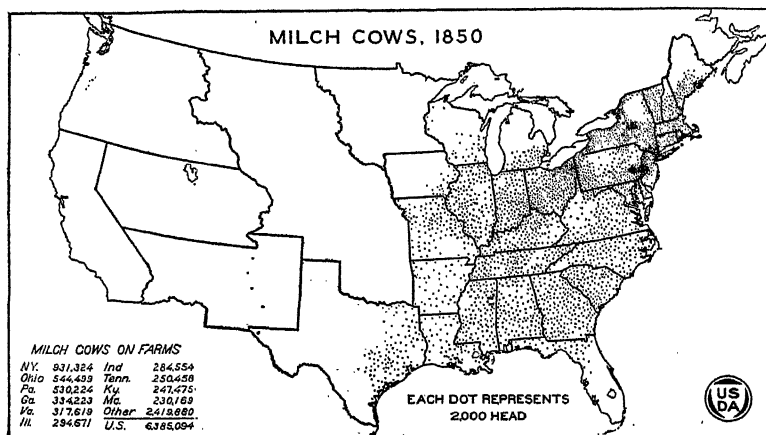 MILCH COWS, 1850
MILCH COWS ON FARMS
N.Y. 931,324 Ind 284,554
Ohio 544,499 Tenn. 250,456
Pa. 530,224 Ky. 247,475
Ga 334,223 Mo. 230,169
Va. 317,619 Other 2,419,880
Ill. 294,671 U.S. 6,385,094
EACH DOT REPRESENTS
2,000 HEAD
US
DA